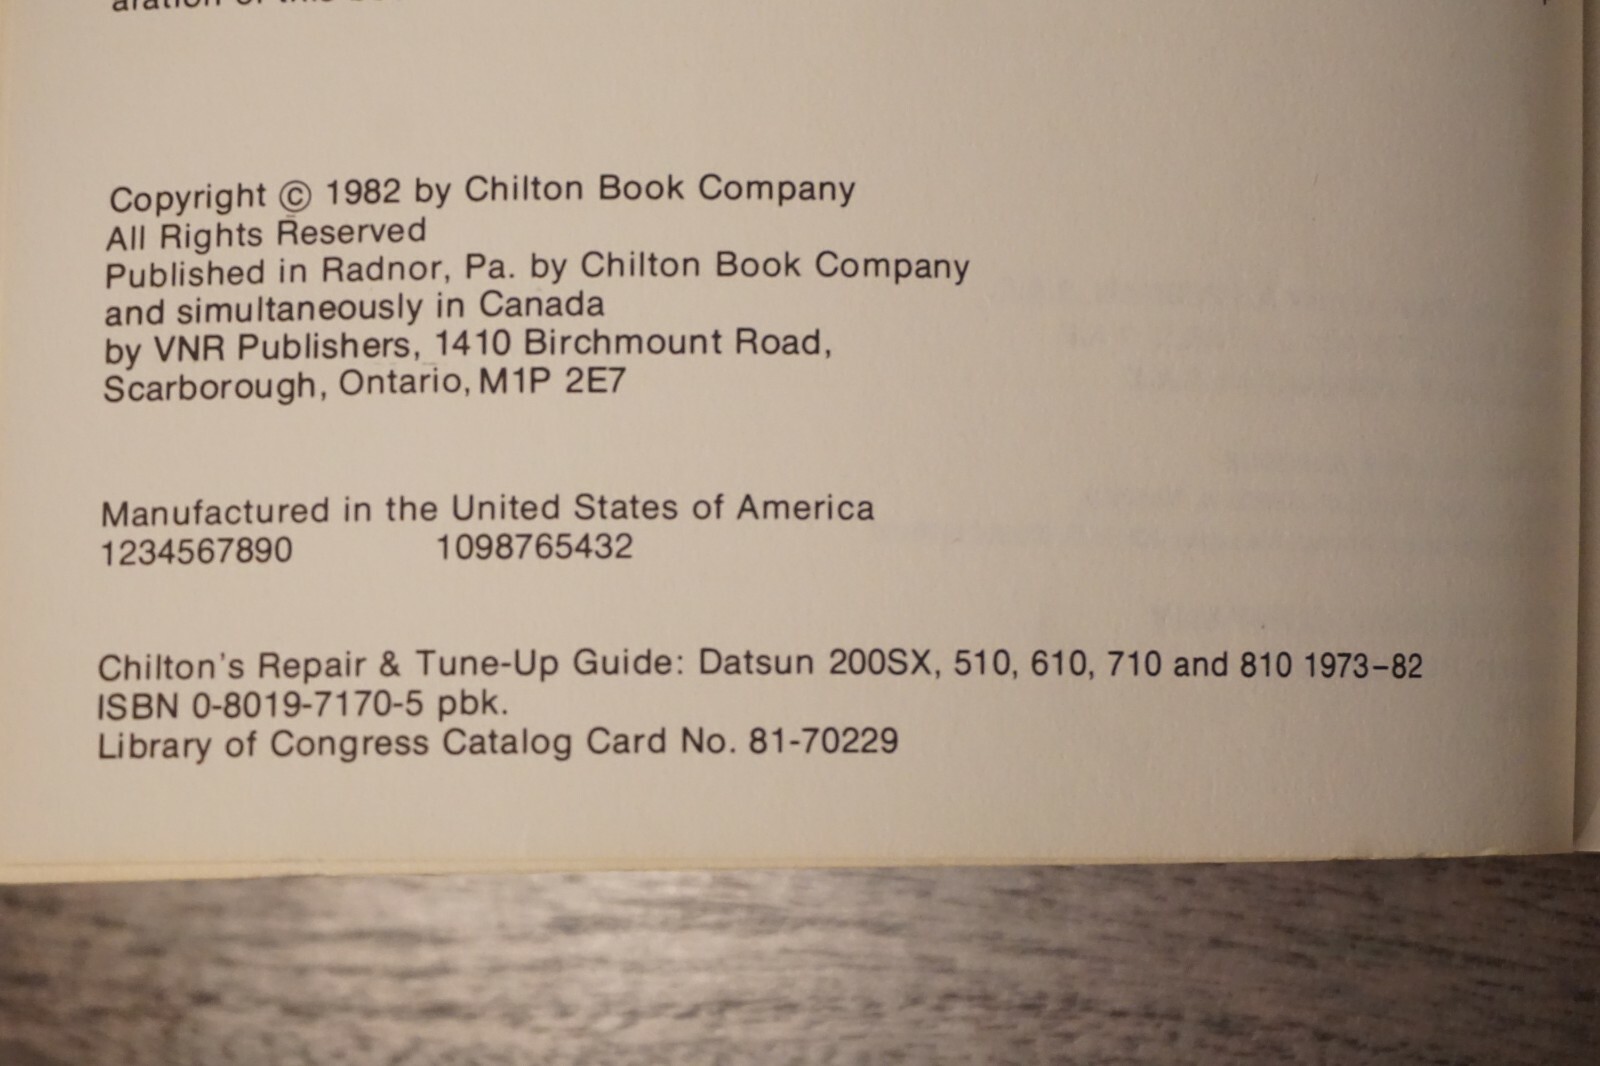 Copyright © 1982 by Chilton Book Company
All Rights Reserved
Published in Radnor, Pa. by Chilton Book Company
and simultaneously in Canada
by VNR Publishers, 1410 Birchmount Road,
Scarborough, Ontario, M1P 2E7
Manufactured in the United States of America
1234567890 1098765432
Chilton's Repair & Tune-Up Guide: Datsun 200SX, 510, 610, 710 and 810 1973–82
ISBN 0-8019-7170-5 pbk.
Library of Congress Catalog Card No. 81-70229